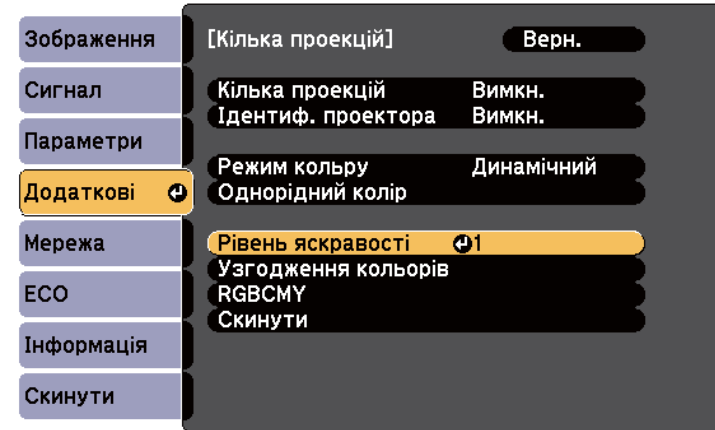 Зображення
Сигнал
Параметри
Додаткові
Мережа
ECO
Інформація
Скинути
[Кілька проекцій] Верн.
Кілька проекцій Вимкн.
Ідентиф. проектора Вимкн.
Режим кольру Динамічний
Однорідний колір
Рівень яскравості 1
Узгодження кольорів
RGBCMY
Скинути